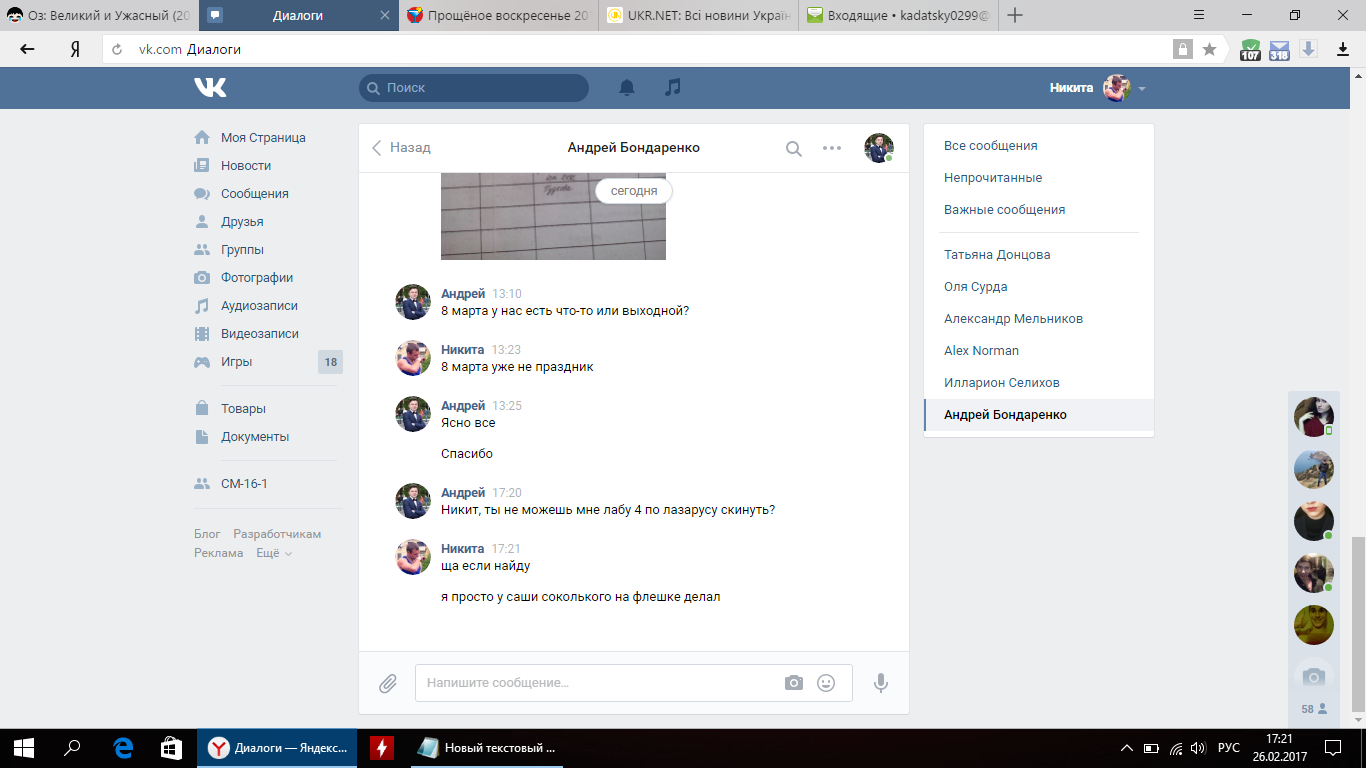 Оз: Великий и Ужасный (20
Диалоги
Прощёное воскресенье 20
UKR.NET: Всі новини Україн
Входящие • kadatsky0299@
Я
vk.com Диалоги
107
318
Поиск
Никита
Моя Страница
Новости
Сообщения
Друзья
Группы
Фотографии
Аудиозаписи
Видеозаписи
Игры
18
Товары
Документы
СМ-16-1
Блог Разработчикам
Реклама Ещё
Назад
Андрей Бондаренко
сегодня
Андрей 13:10
8 марта у нас есть что-то или выходной?
Никита 13:23
8 марта уже не праздник
Андрей 13:25
Ясно все
Спасибо
Андрей 17:20
Никит, ты не можешь мне лабу 4 по лазарусу скинуть?
Никита 17:21
ща если найду
я просто у саши соколького на флешке делал
Напишите сообщение...
Все сообщения
Непрочитанные
Важные сообщения
Татьяна Донцова
Оля Сурда
Александр Мельников
Alex Norman
Илларион Селихов
Андрей Бондаренко
58
Диалоги — Яндекс...
Новый текстовый ...
РУС
17:21
26.02.2017